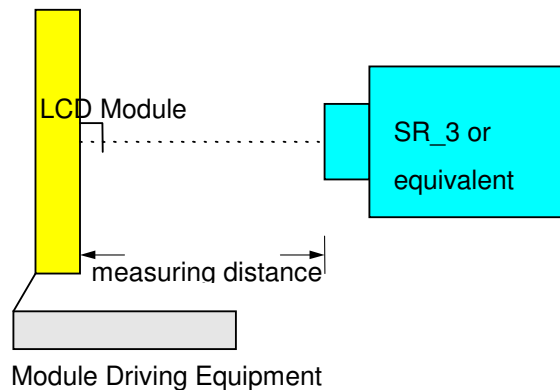 LCD Module
SR_3 or
equivalent
measuring distance
Module Driving Equipment